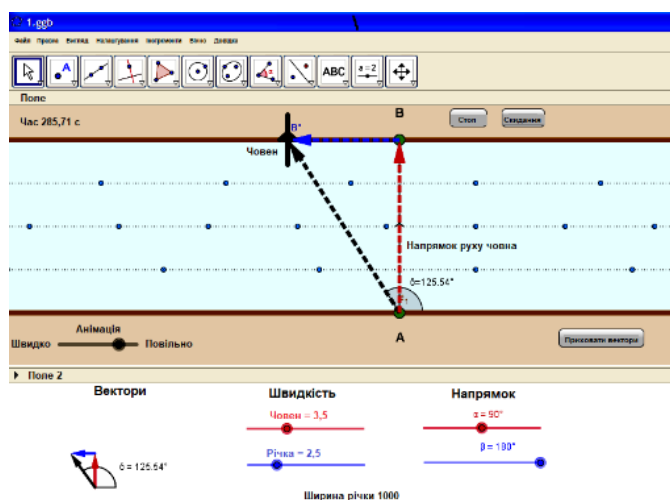 1.ggb
Файл Правка Вигляд Налаштування Інструменти Вікно Довідка
A ABC a = 2
Поле
Час 285,71 с
B
Стоп Скидання
B'
Човен
Напрямок руху човна
δ=125.54°
A
Анімація
Швидко Повільно
Приховати вектори
Поле 2
Вектори Швидкість Напрямок
Човен = 3,5 α = 90°
Річка = 2,5 β = 180°
δ = 125.54°
Ширина річки 1000